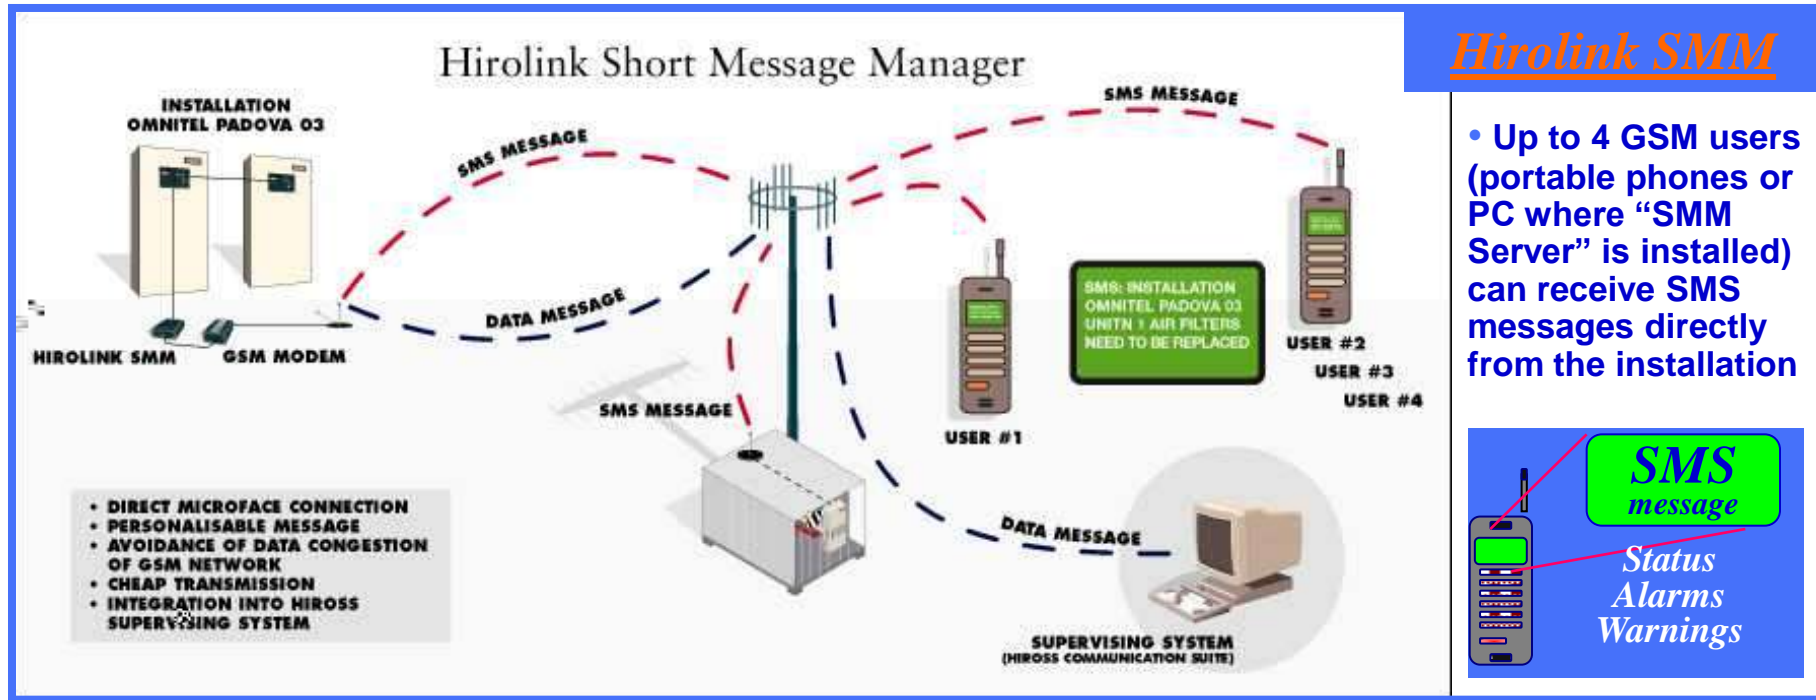 Hirolink Short Message Manager
Hirolink SMM
INSTALLATION
OMNITEL PADOVA 03
SMS MESSAGE
SMS MESSAGE
DATA MESSAGE
HIROLINK SMM
GSM MODEM
SMS MESSAGE
SMS: INSTALLATION
OMNITEL PADOVA 03
UNITN 1 AIR FILTERS
NEED TO BE REPLACED
USER #1
USER #2
USER #3
USER #4
• DIRECT MICROFACE CONNECTION
• PERSONALISABLE MESSAGE
• AVOIDANCE OF DATA CONGESTION
OF GSM NETWORK
• CHEAP TRANSMISSION
• INTEGRATION INTO HIROSS
SUPERVISING SYSTEM
DATA MESSAGE
SUPERVISING SYSTEM
(HIROSS COMMUNICATION SUITE)
• Up to 4 GSM users
(portable phones or
PC where “SMM
Server” is installed)
can receive SMS
messages directly
from the installation
SMS
message
Status
Alarms
Warnings